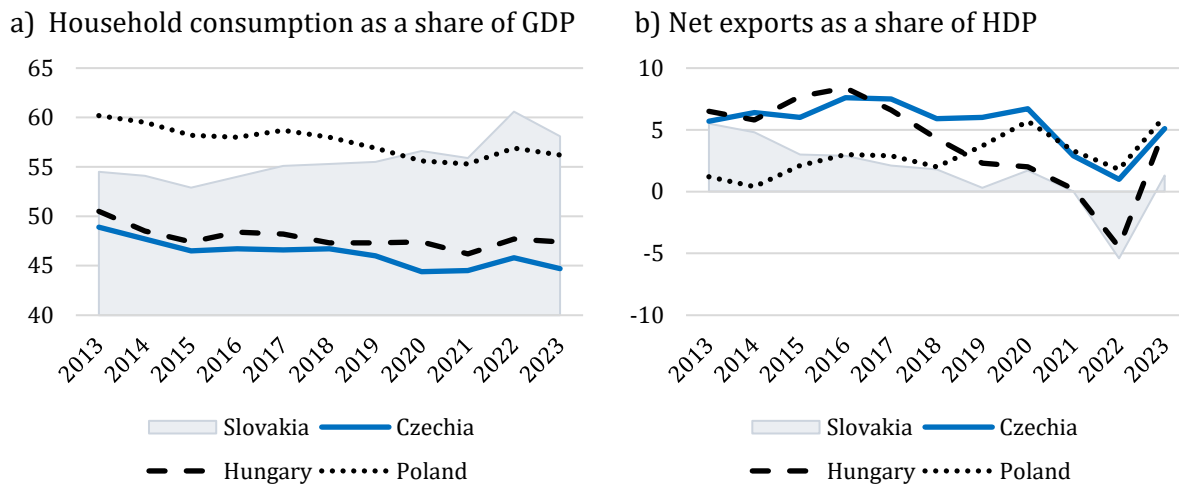 a) Household consumption as a share of GDP
65
60
55
50
45
40
2013 2014 2015 2016 2017 2018 2019 2020 2021 2022 2023
Slovakia Czechia
Hungary Poland
b) Net exports as a share of HDP
10
5
0
-5
-10
2013 2014 2015 2016 2017 2018 2019 2020 2021 2022 2023
Slovakia Czechia
Hungary Poland